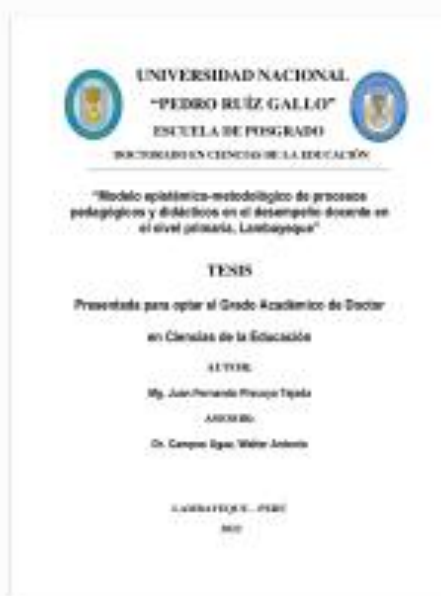 UNIVERSIDAD NACIONAL
"PEDRO RUÍZ GALLO"
ESCUELA DE POSGRADO
DOCTORADO EN CIENCIAS DE LA EDUCACIÓN
"Modelo epistémico-metodológico de procesos
pedagógicos y didácticos en el desempeño docente en
el nivel primaria, Lambayeque"
TESIS
Presentada para optar el Grado Académico de Doctor
en Ciencias de la Educación
AUTOR:
Mg. Juan Fernando Tejada
ASESOR:
Dr. Campos Ugaz, Walter Antonio
LAMBAYEQUE – PERÚ